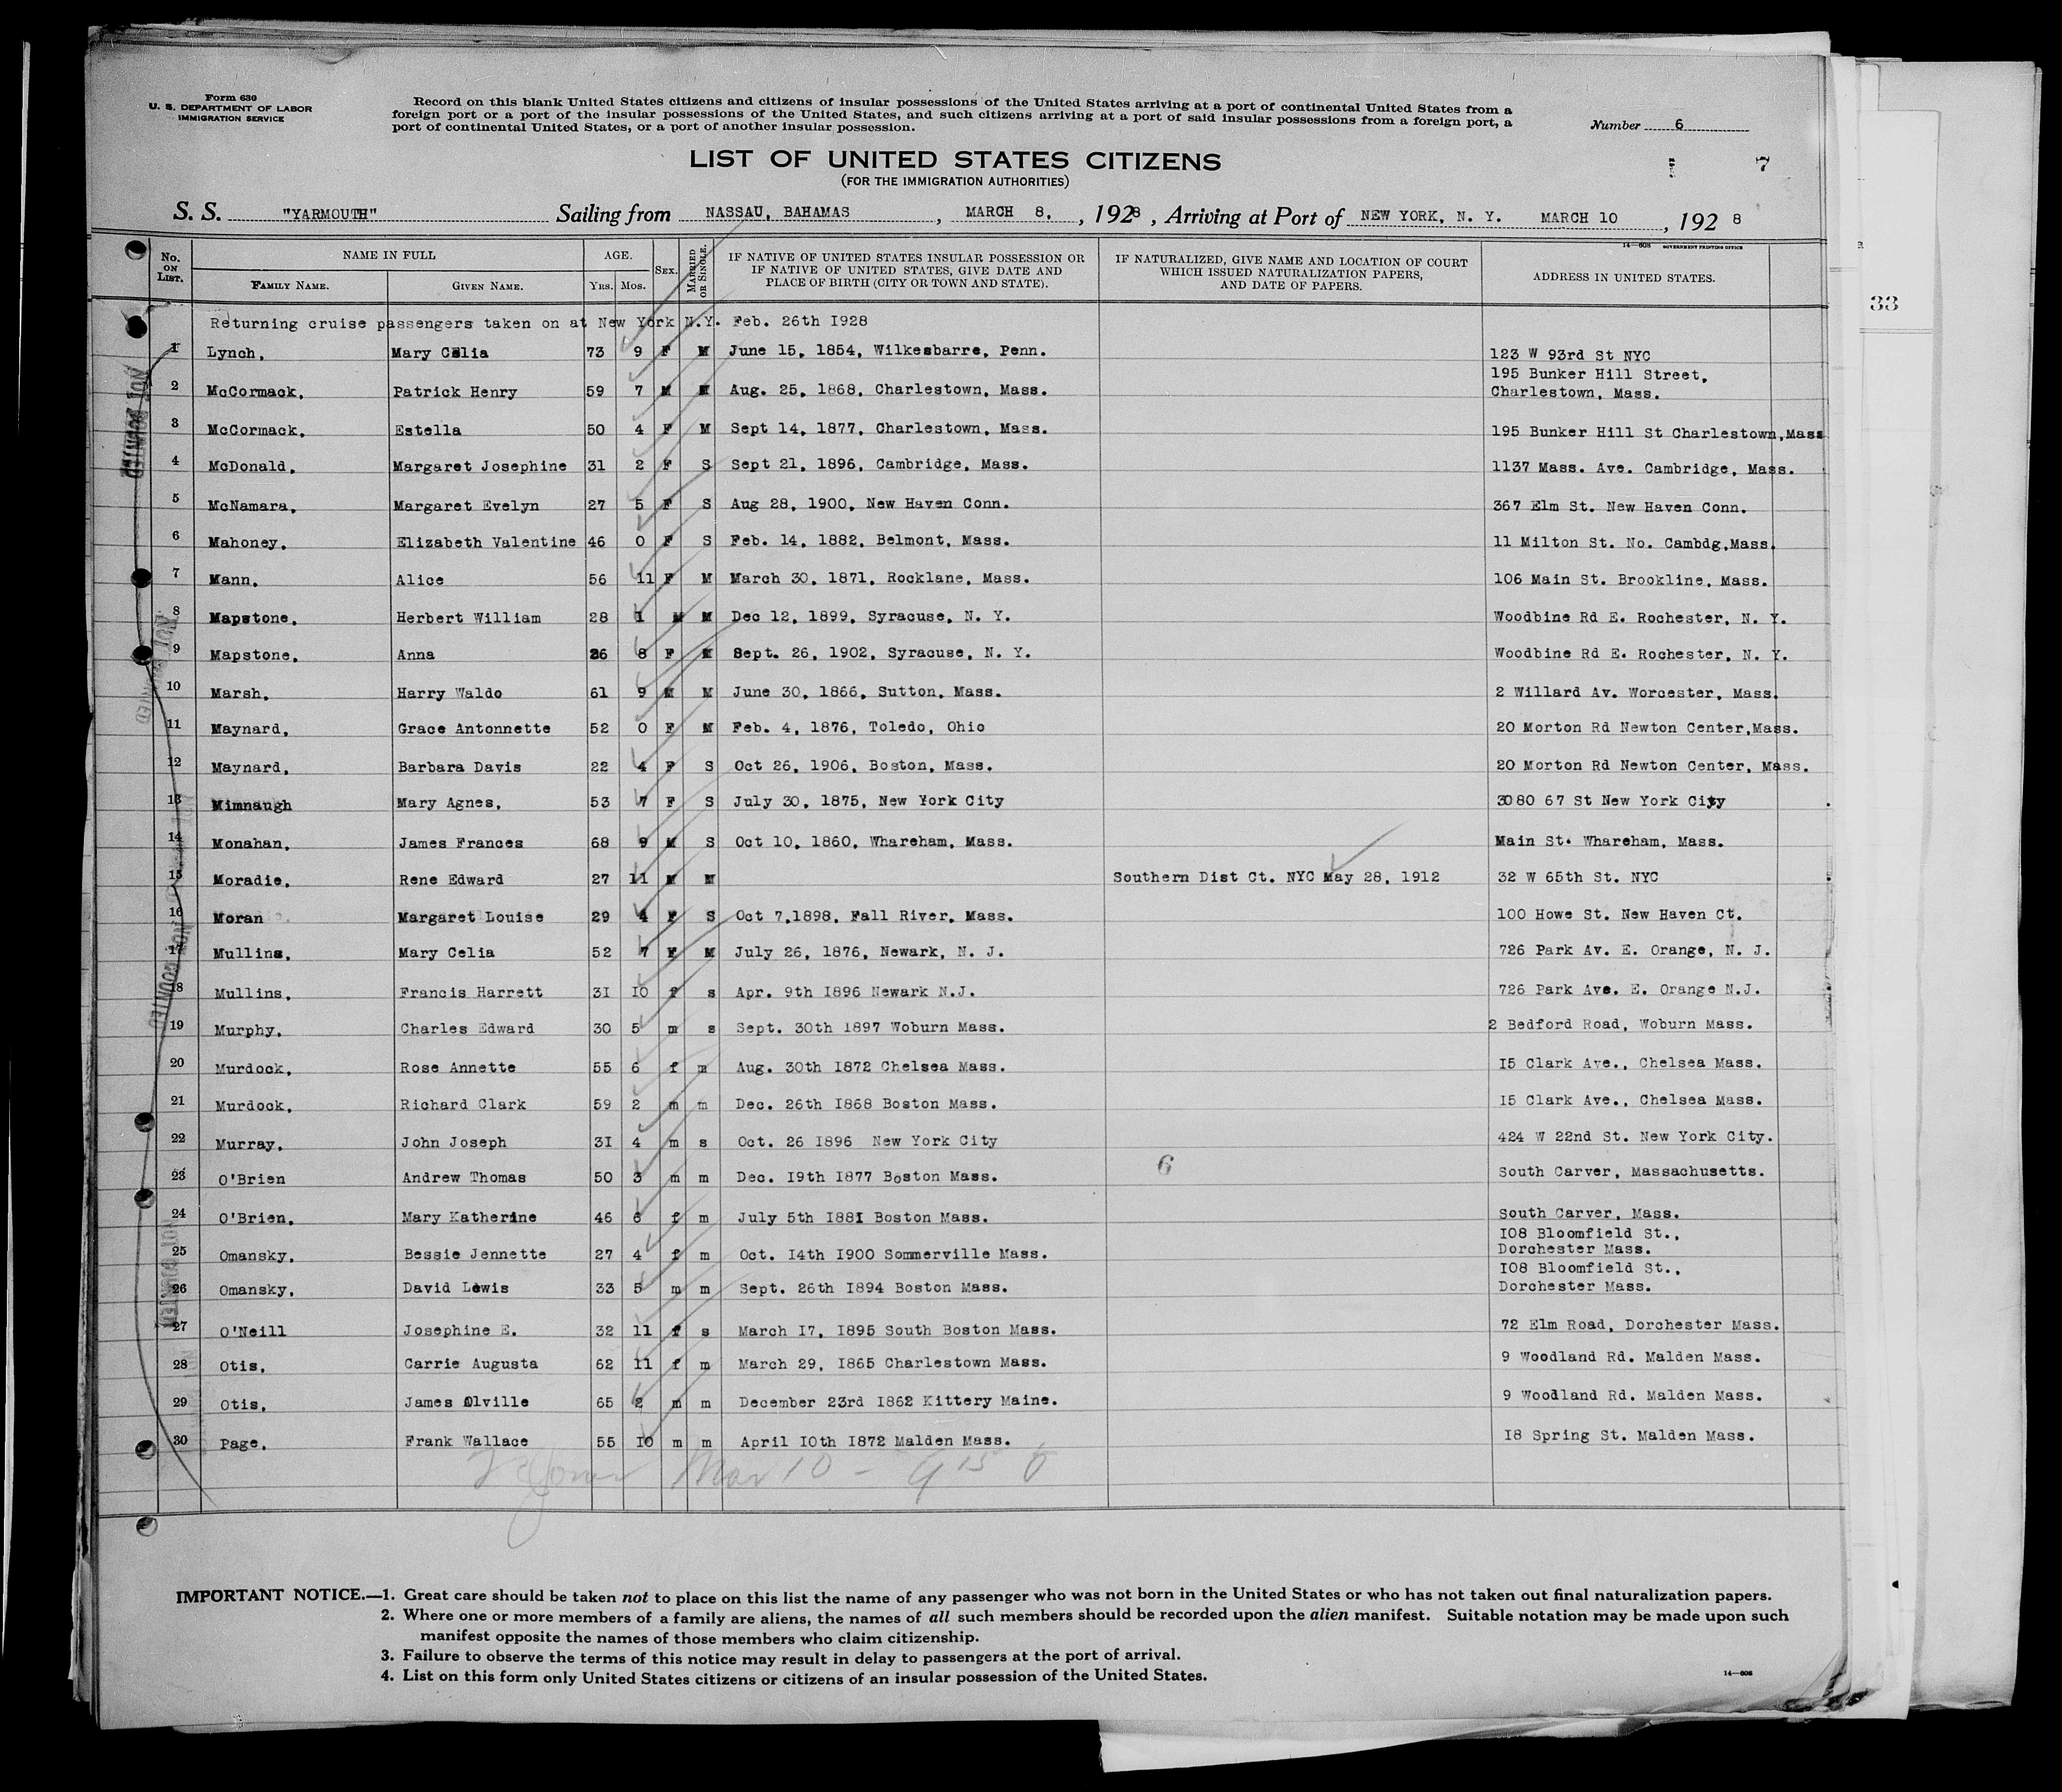 Form 630
U. S. DEPARTMENT OF LABOR
IMMIGRATION SERVICE
Record on this blank United States citizens and citizens of insular possessions of the United States arriving at a port of continental United States from a
foreign port or a port of the insular possessions of the United States, and such citizens arriving at a port of said insular possessions from a foreign port, a
port of continental United States, or a port of another insular possession.
Number 6
7
LIST OF UNITED STATES CITIZENS
(FOR THE IMMIGRATION AUTHORITIES)
S. S. "YARMOUTH" Sailing from NASSAU, BAHAMAS, MARCH 8, 1928, Arriving at Port of NEW YORK, N. Y. MARCH 10, 1928
14—608 GOVERNMENT PRINTING OFFICE
No. ON LIST. NAME IN FULL FAMILY NAME. GIVEN NAME. AGE. YRS. MOS. SEX. MARRIED OR SINGLE. IF NATIVE OF UNITED STATES INSULAR POSSESSION OR IF NATIVE OF UNITED STATES, GIVE DATE AND PLACE OF BIRTH (CITY OR TOWN AND STATE). IF NATURALIZED, GIVE NAME AND LOCATION OF COURT WHICH ISSUED NATURALIZATION PAPERS, AND DATE OF PAPERS. ADDRESS IN UNITED STATES.
33
Returning cruise passengers taken on at New York N.Y. Feb. 26th 1928
1 Lynch, Mary Celia 73 9 F M June 15, 1854, Wilkesbarre, Penn. 123 W 93rd St NYC
2 McCormack, Patrick Henry 59 7 M M Aug. 25, 1868, Charlestown, Mass. 195 Bunker Hill Street, Charlestown, Mass.
3 McCormack, Estella 50 4 F M Sept 14, 1877, Charlestown, Mass. 195 Bunker Hill St Charlestown,Mass
4 McDonald, Margaret Josephine 31 2 F S Sept 21, 1896, Cambridge, Mass. 1137 Mass. Ave. Cambridge, Mass.
5 McNamara, Margaret Evelyn 27 5 F S Aug 28, 1900, New Haven Conn. 367 Elm St. New Haven Conn.
6 Mahoney, Elizabeth Valentine 46 0 F S Feb. 14, 1882, Belmont, Mass. 11 Milton St. No. Cambdg,Mass.
7 Mann, Alice 56 11 F M March 30, 1871, Rocklane, Mass. 106 Main St. Brookline, Mass.
8 Mapstone, Herbert William 28 1 M M Dec 12, 1899, Syracuse, N. Y. Woodbine Rd E. Rochester, N. Y.
9 Mapstone, Anna 26 8 F M Sept. 26, 1902, Syracuse, N. Y. Woodbine Rd E. Rochester, N. Y.
10 Marsh, Harry Waldo 61 9 M M June 30, 1866, Sutton, Mass. 2 Willard Av. Worcester, Mass.
11 Maynard, Grace Antonnette 52 0 F M Feb. 4, 1876, Toledo, Ohio 20 Morton Rd Newton Center,Mass.
12 Maynard, Barbara Davis 22 4 F S Oct 26, 1906, Boston, Mass. 20 Morton Rd Newton Center, Mass.
13 Mimnaugh Mary Agnes, 53 7 F S July 30, 1875, New York City 3080 67 St New York City
14 Monahan, James Frances 68 9 M S Oct 10, 1860, Whareham, Mass. Main St. Whareham, Mass.
15 Moradie, Rene Edward 27 11 M M Southern Dist Ct. NYC May 28, 1912 32 W 65th St. NYC
16 Moran Margaret Louise 29 4 F S Oct 7,1898, Fall River, Mass. 100 Howe St. New Haven Ct.
17 Mullins, Mary Celia 52 7 F M July 26, 1876, Newark, N. J. 726 Park Av. E. Orange, N. J.
18 Mullins, Francis Harrett 31 10 f s Apr. 9th 1896 Newark N.J. 726 Park Ave. E. Orange N.J.
19 Murphy, Charles Edward 30 5 m s Sept. 30th 1897 Woburn Mass. 2 Bedford Road, Woburn Mass.
20 Murdock, Rose Annette 55 6 f m Aug. 30th 1872 Chelsea Mass. 15 Clark Ave., Chelsea Mass.
21 Murdock, Richard Clark 59 2 m m Dec. 26th 1868 Boston Mass. 15 Clark Ave., Chelsea Mass.
22 Murray, John Joseph 31 4 m s Oct. 26 1896 New York City 424 W 22nd St. New York City.
23 O'Brien Andrew Thomas 50 3 m m Dec. 19th 1877 Boston Mass. 6 South Carver, Massachusetts.
24 O'Brien, Mary Katherine 46 6 f m July 5th 1881 Boston Mass. South Carver, Mass.
25 Omansky, Bessie Jennette 27 4 f m Oct. 14th 1900 Sommerville Mass. 108 Bloomfield St., Dorchester Mass.
26 Omansky, David Lewis 33 5 m m Sept. 26th 1894 Boston Mass. 108 Bloomfield St., Dorchester Mass.
27 O'Neill Josephine E. 32 11 f s March 17, 1895 South Boston Mass. 72 Elm Road, Dorchester Mass.
28 Otis, Carrie Augusta 62 11 f m March 29, 1865 Charlestown Mass. 9 Woodland Rd. Malden Mass.
29 Otis, James Olville 65 2 m m December 23rd 1862 Kittery Maine. 9 Woodland Rd. Malden Mass.
30 Page, Frank Wallace 55 10 m m April 10th 1872 Malden Mass. 18 Spring St. Malden Mass.
Mar 10 - 9 15
NOT COUNTED
NOT COUNTED
IMPORTANT NOTICE.—1. Great care should be taken not to place on this list the name of any passenger who was not born in the United States or who has not taken out final naturalization papers.
2. Where one or more members of a family are aliens, the names of all such members should be recorded upon the alien manifest. Suitable notation may be made upon such
manifest opposite the names of those members who claim citizenship.
3. Failure to observe the terms of this notice may result in delay to passengers at the port of arrival.
4. List on this form only United States citizens or citizens of an insular possession of the United States.
14—608